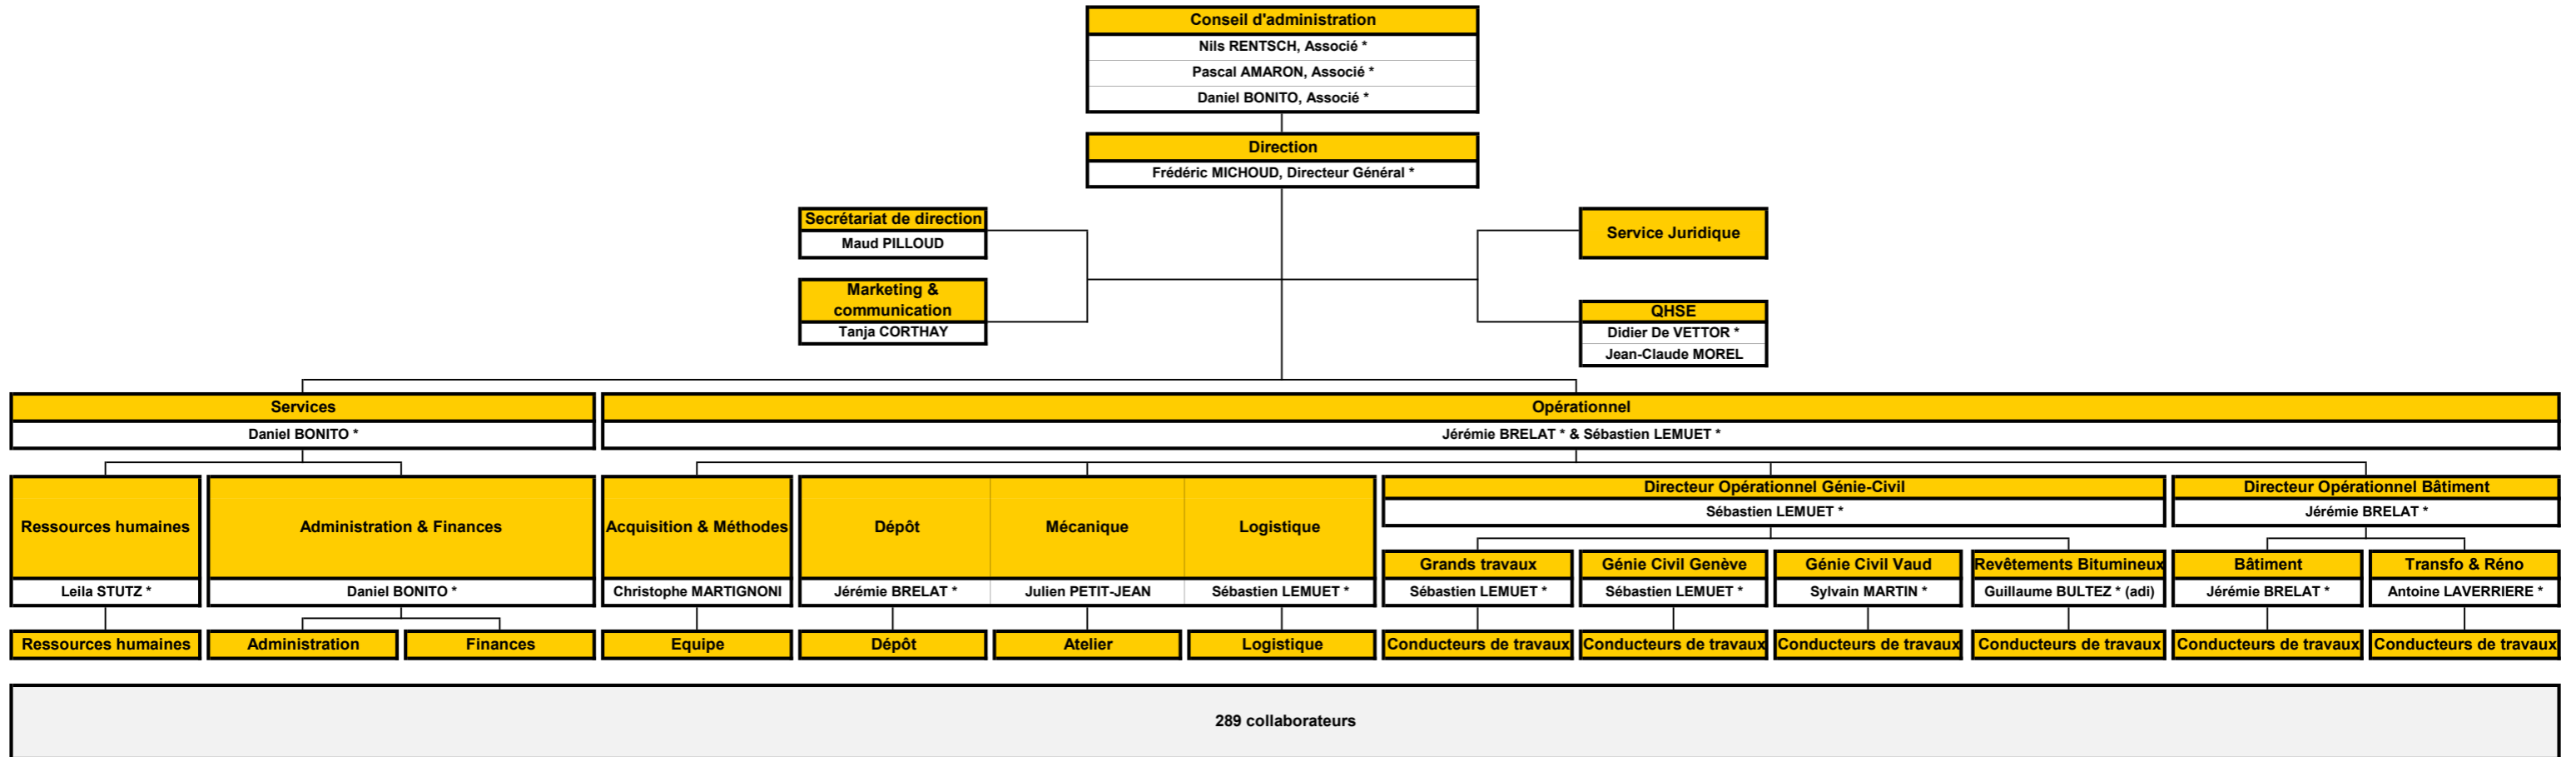 Conseil d'administration
Nils RENTSCH, Associé *
Pascal AMARON, Associé *
Daniel BONITO, Associé *
Direction
Frédéric MICHOUD, Directeur Général *
Secrétariat de direction
Maud PILLOUD
Service Juridique
Marketing &
communication
Tanja CORTHAY
QHSE
Didier De VETTOR *
Jean-Claude MOREL
Services
Daniel BONITO *
Opérationnel
Jérémie BRELAT * & Sébastien LEMUET *
Ressources humaines
Leila STUTZ *
Administration & Finances
Daniel BONITO *
Acquisition & Méthodes
Christophe MARTIGNONI
Dépôt
Jérémie BRELAT *
Mécanique
Julien PETIT-JEAN
Logistique
Sébastien LEMUET *
Directeur Opérationnel Génie-Civil
Sébastien LEMUET *
Grands travaux
Sébastien LEMUET *
Génie Civil Genève
Sébastien LEMUET *
Génie Civil Vaud
Sylvain MARTIN *
Revêtements Bitumineux
Guillaume BULTEZ * (adi)
Directeur Opérationnel Bâtiment
Jérémie BRELAT *
Bâtiment
Jérémie BRELAT *
Transfo & Réno
Antoine LAVERRIERE *
Ressources humaines
Administration
Finances
Equipe
Dépôt
Atelier
Logistique
Conducteurs de travaux
Conducteurs de travaux
Conducteurs de travaux
Conducteurs de travaux
Conducteurs de travaux
Conducteurs de travaux
289 collaborateurs